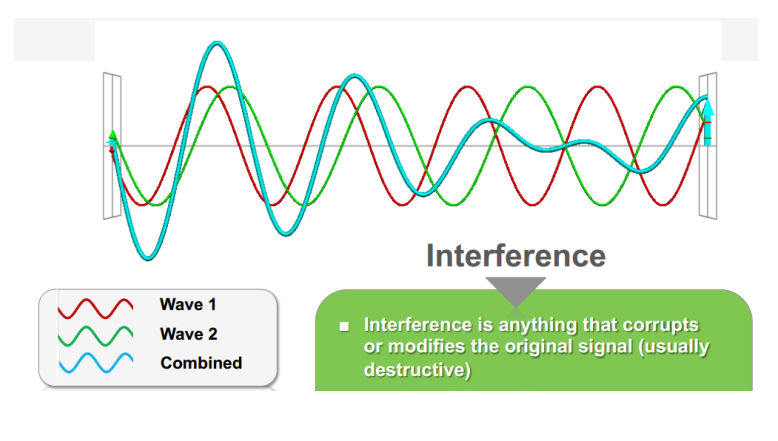 Interference
Wave 1
Wave 2
Combined
■ Interference is anything that corrupts
or modifies the original signal (usually
destructive)